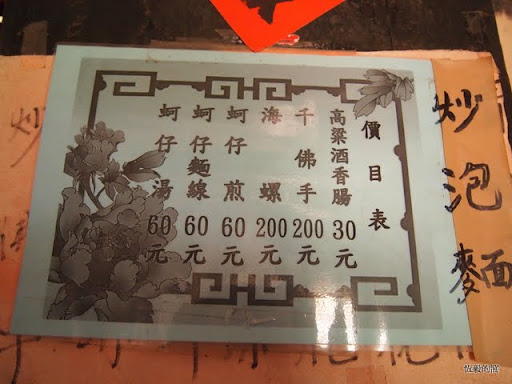 價目表
高粱酒香腸 30元
千佛手 200元
海螺 200元
蚵仔煎 60元
蚵仔麵線 60元
蚵仔湯 60元
炒泡麵